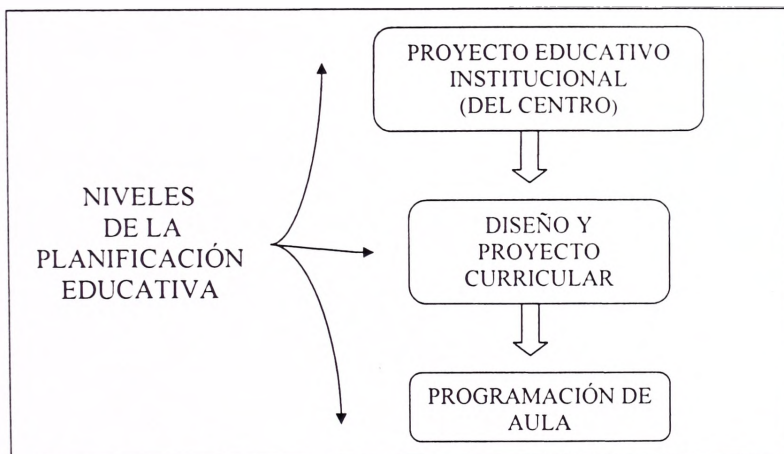 NIVELES
DE LA
PLANIFICACIÓN
EDUCATIVA
PROYECTO EDUCATIVO
INSTITUCIONAL
(DEL CENTRO)
DISEÑO Y
PROYECTO
CURRICULAR
PROGRAMACIÓN DE
AULA